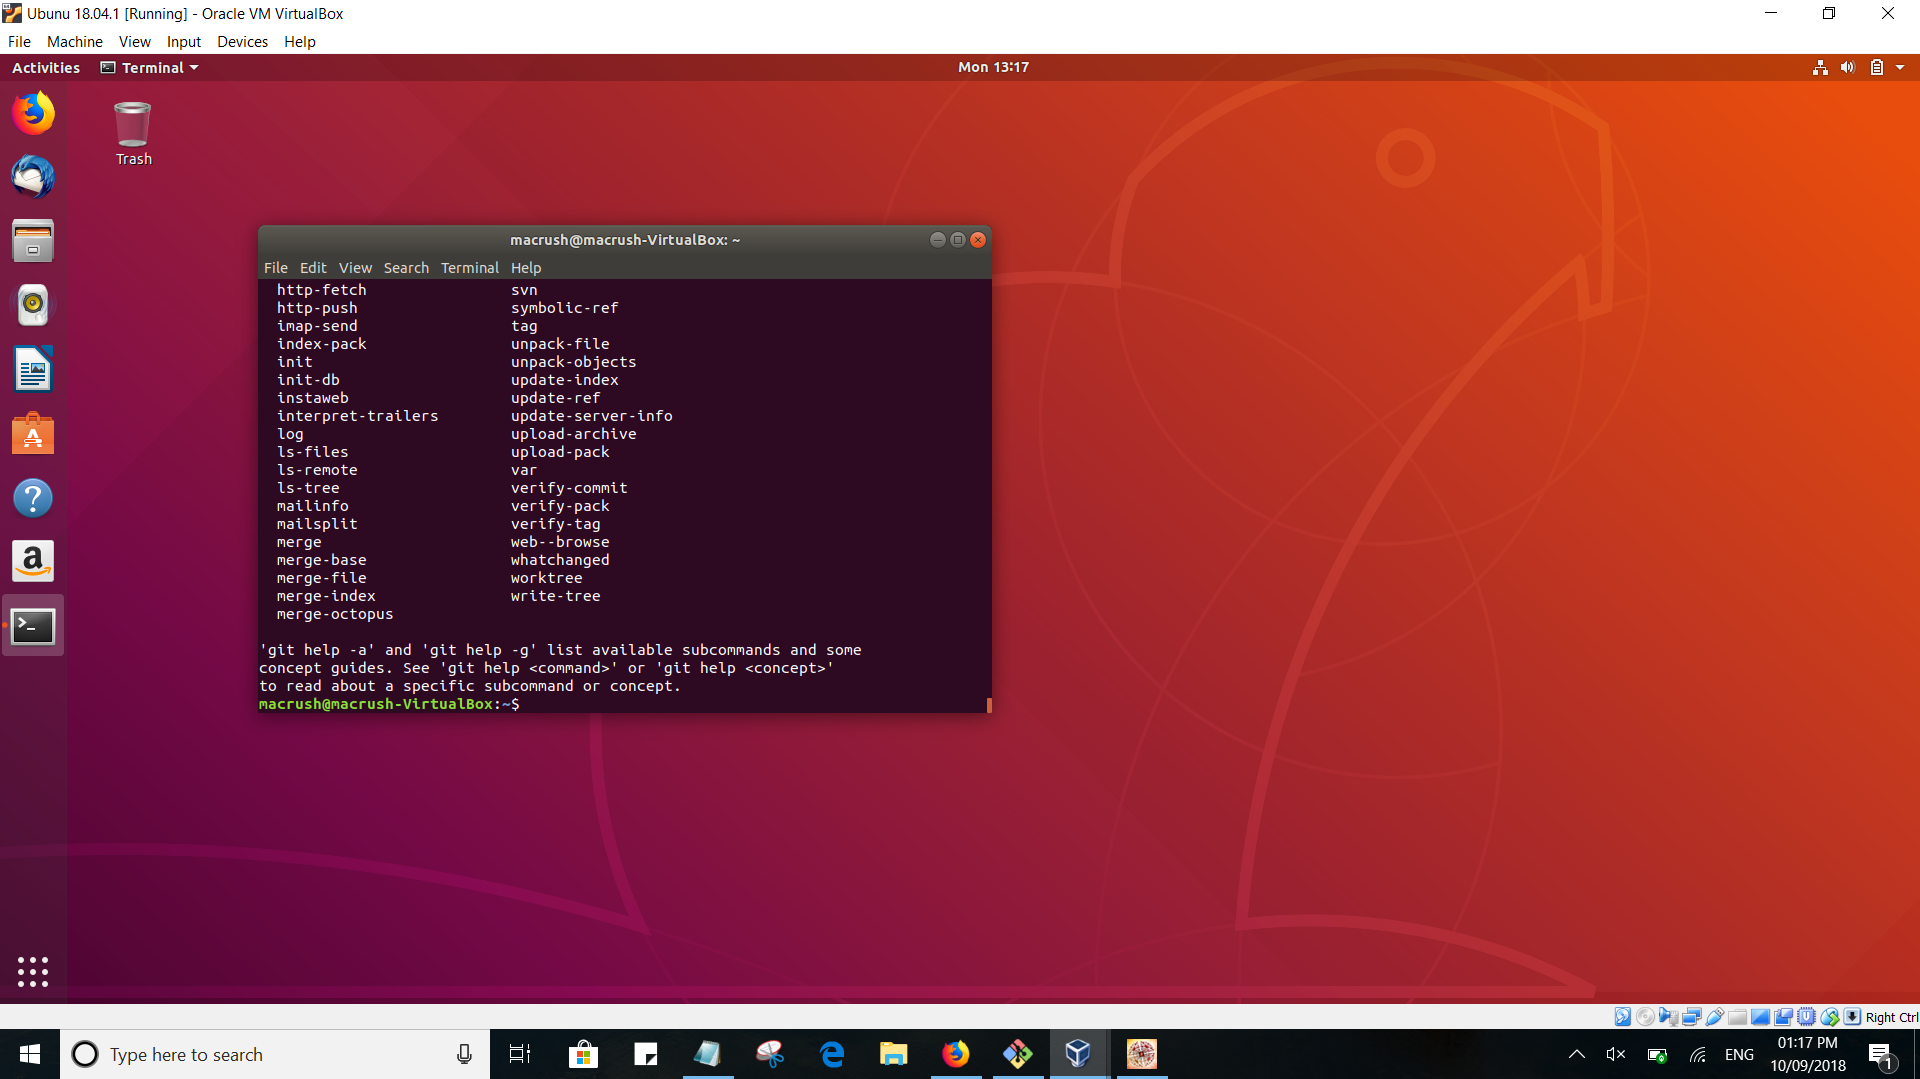 Ubunu 18.04.1 [Running] - Oracle VM VirtualBox
File Machine View Input Devices Help
Activities Terminal Mon 13:17
Trash
macrush@macrush-VirtualBox: ~
File Edit View Search Terminal Help
http-fetch svn
http-push symbolic-ref
imap-send tag
index-pack unpack-file
init unpack-objects
init-db update-index
instaweb update-ref
interpret-trailers update-server-info
log upload-archive
ls-files upload-pack
ls-remote var
ls-tree verify-commit
mailinfo verify-pack
mailsplit verify-tag
merge web--browse
merge-base whatchanged
merge-file worktree
merge-index write-tree
merge-octopus
'git help -a' and 'git help -g' list available subcommands and some
concept guides. See 'git help <command>' or 'git help <concept>'
to read about a specific subcommand or concept.
macrush@macrush-VirtualBox:~$
Right Ctrl
Type here to search
ENG
01:17 PM
10/09/2018
1